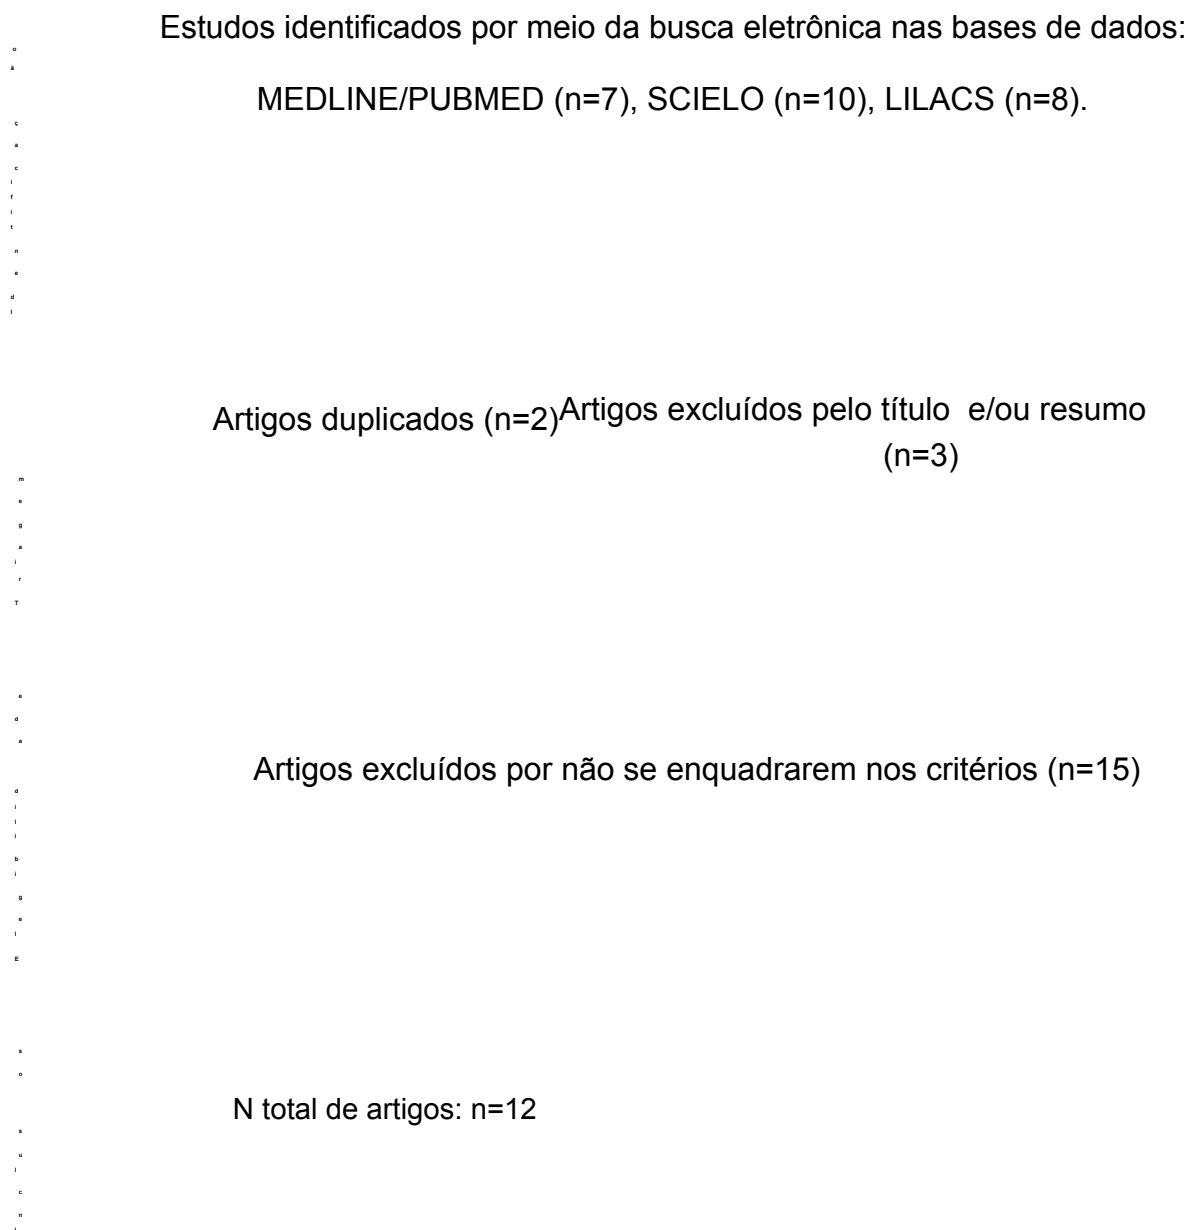 Estudos identificados por meio da busca eletrônica nas bases de dados:
MEDLINE/PUBMED (n=7), SCIELO (n=10), LILACS (n=8).
Artigos duplicados (n=2)
Artigos excluídos pelo título e/ou resumo
(n=3)
Artigos excluídos por não se enquadrarem nos critérios (n=15)
N total de artigos: n=12